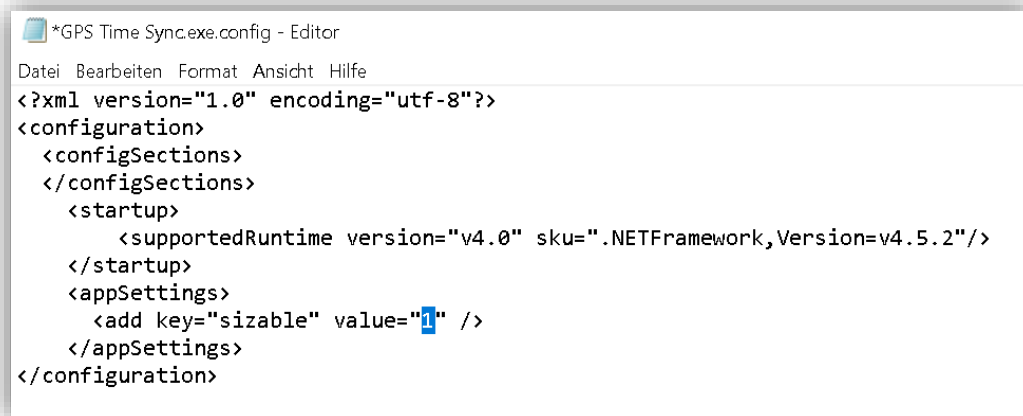 *GPS Time Sync.exe.config - Editor
Datei Bearbeiten Format Ansicht Hilfe
<?xml version="1.0" encoding="utf-8"?>
<configuration>
  <configSections>
  </configSections>
    <startup>
        <supportedRuntime version="v4.0" sku=".NETFramework,Version=v4.5.2"/>
    </startup>
    <appSettings>
      <add key="sizable" value="1" />
    </appSettings>
</configuration>